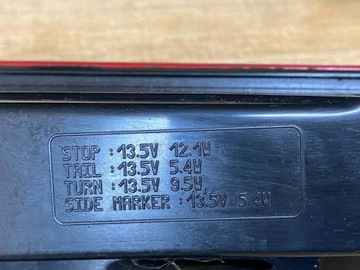 STOP :13.5V 12.1W
TAIL :13.5V 5.4W
TURN :13.5V 9.5W
SIDE MARKER :13.5V 5.4W